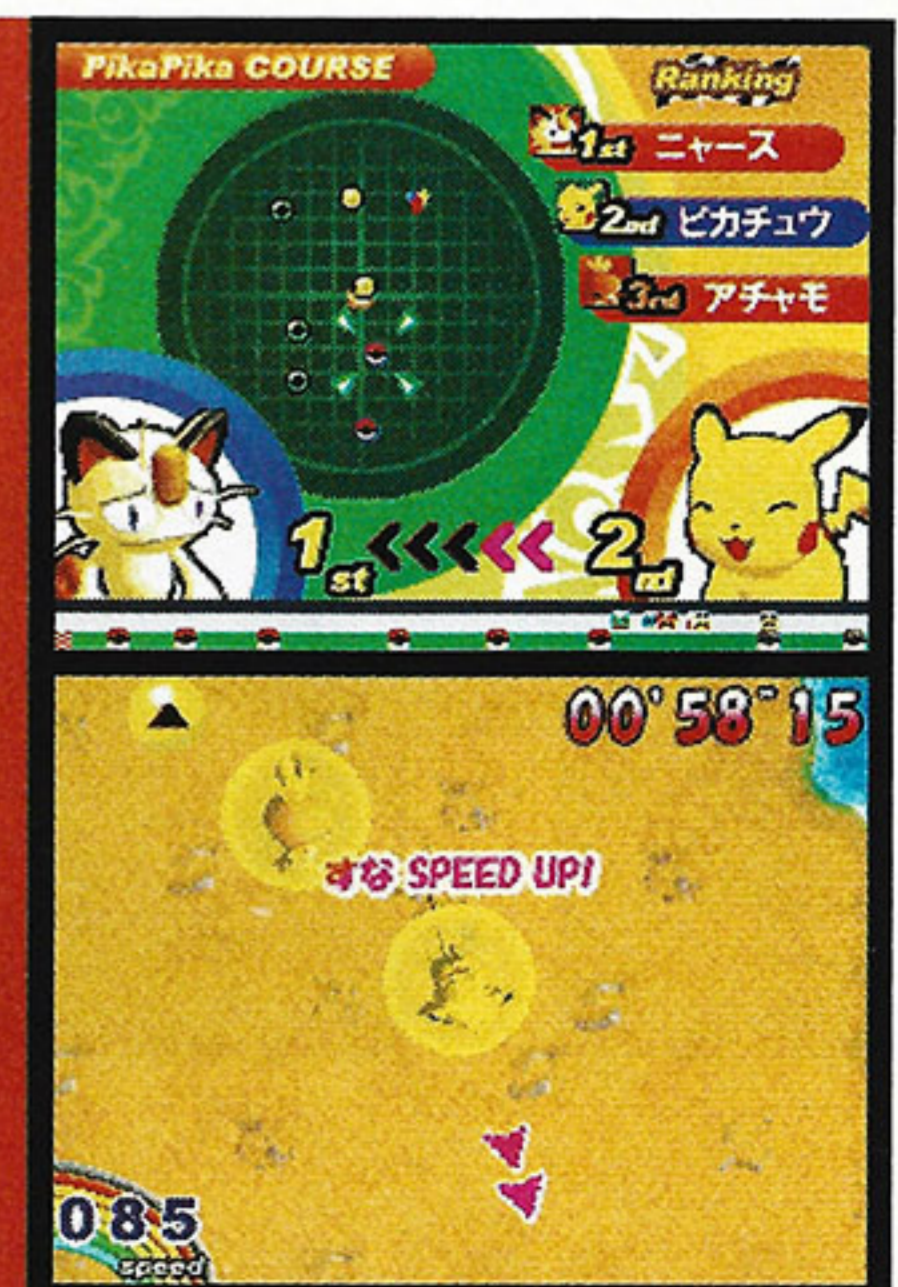 PikaPika COURSE
Ranking
1st ニャース
2nd ピカチュウ
3rd アチャモ
1st
2nd
00'58"15
すな SPEED UP!
085
speed